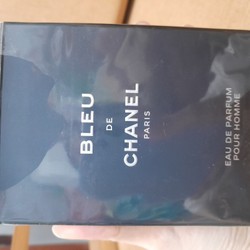 BLEU
DE
CHANEL
PARIS
EAU DE PARFUM
POUR HOMME